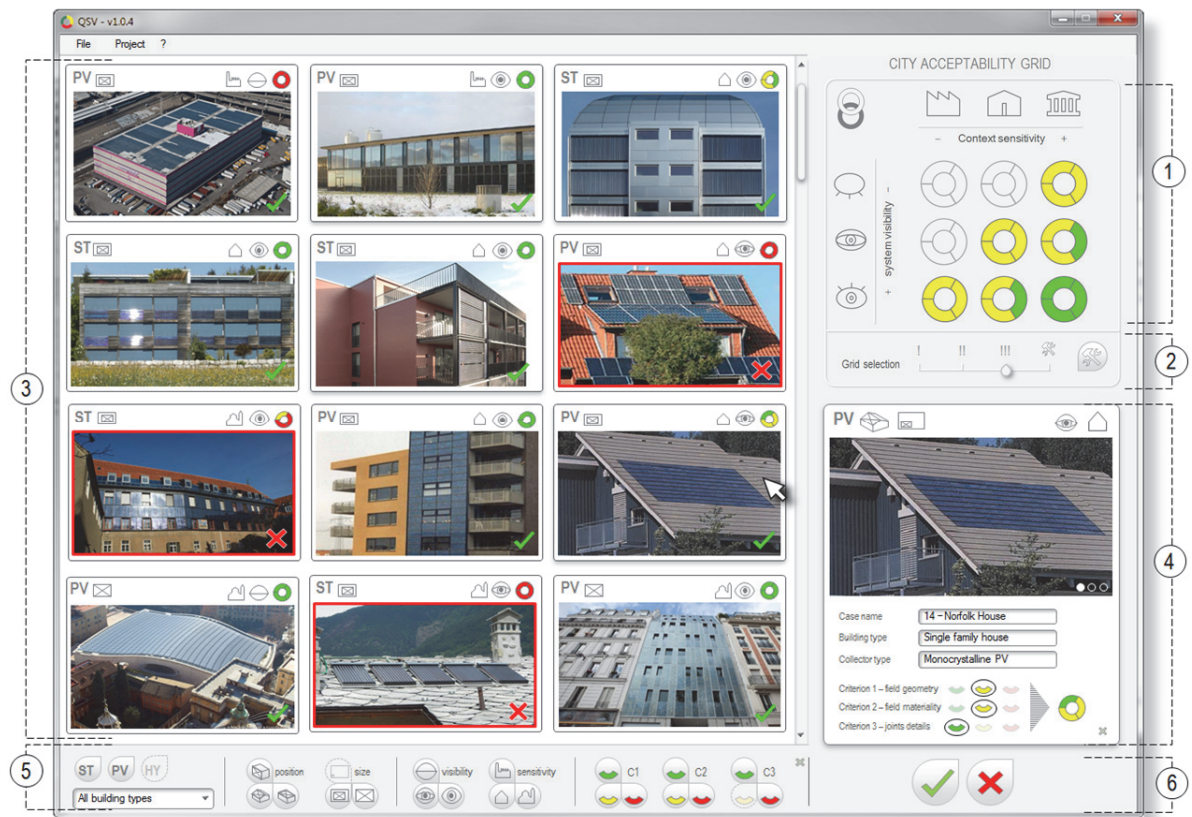 QSV - v1.0.4
File Project ?
PV
PV
ST
ST
ST
PV
ST
PV
PV
PV
ST
PV
CITY ACCEPTABILITY GRID
- Context sensitivity +
- system visibility +
Grid selection ! !! !!!
PV
Case name 14 – Norfolk House
Building type Single family house
Collector type Monocrystalline PV
Criterion 1 – field geometry
Criterion 2 – field materiality
Criterion 3 – joints details
ST PV HY
All building types
position size visibility sensitivity C1 C2 C3
1
2
3
4
5
6